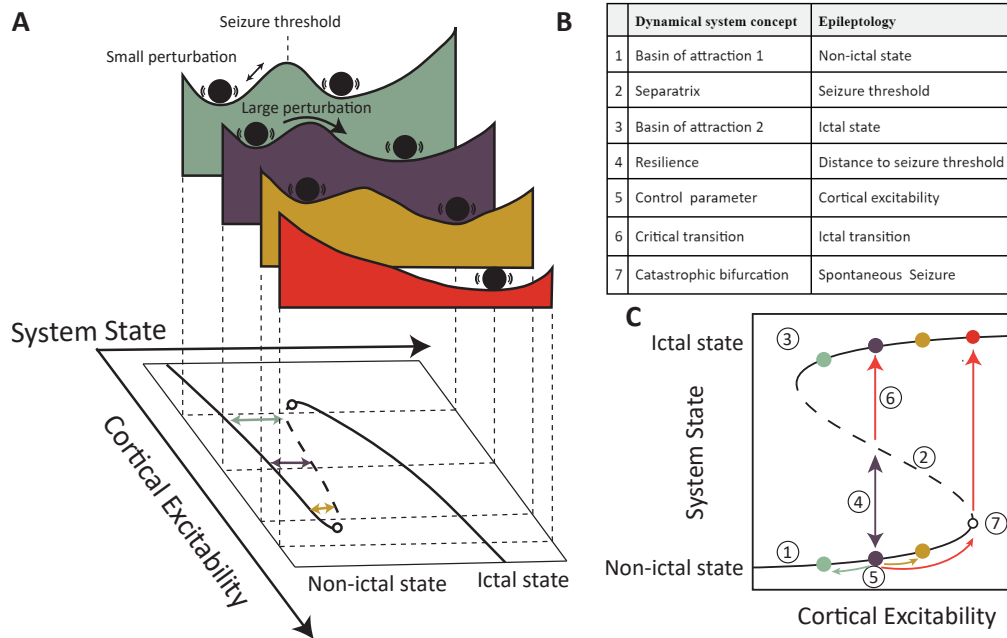 A
Seizure threshold
Small perturbation
Large perturbation
System State
Cortical Excitability
Non-ictal state
Ictal state
B
Dynamical system concept Epileptology
1 Basin of attraction 1 Non-ictal state
2 Separatrix Seizure threshold
3 Basin of attraction 2 Ictal state
4 Resilience Distance to seizure threshold
5 Control parameter Cortical excitability
6 Critical transition Ictal transition
7 Catastrophic bifurcation Spontaneous Seizure
C
Ictal state
System State
Non-ictal state
3
6
2
4
7
1
5
Cortical Excitability